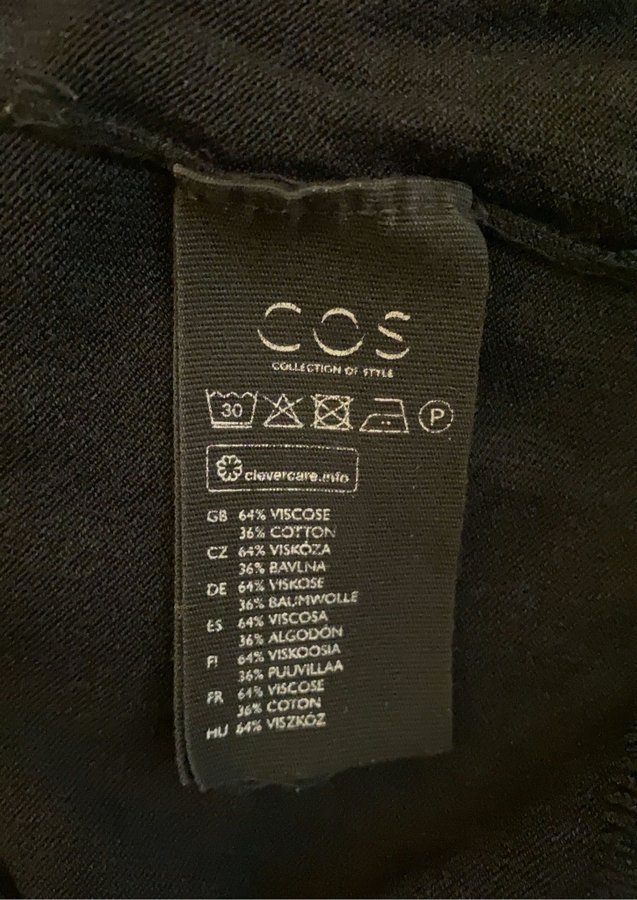 COS
COLLECTION OF STYLE
30 P
clevercare.info
GB 64% VISCOSE
36% COTTON
CZ 64% VISKÓZA
36% BAVLNA
DE 64% VISKOSE
36% BAUMWOLLE
ES 64% VISCOSA
36% ALGODÓN
FI 64% VISKOOSIA
36% PUUVILLAA
FR 64% VISCOSE
36% COTON
HU 64% VISZKÓZ